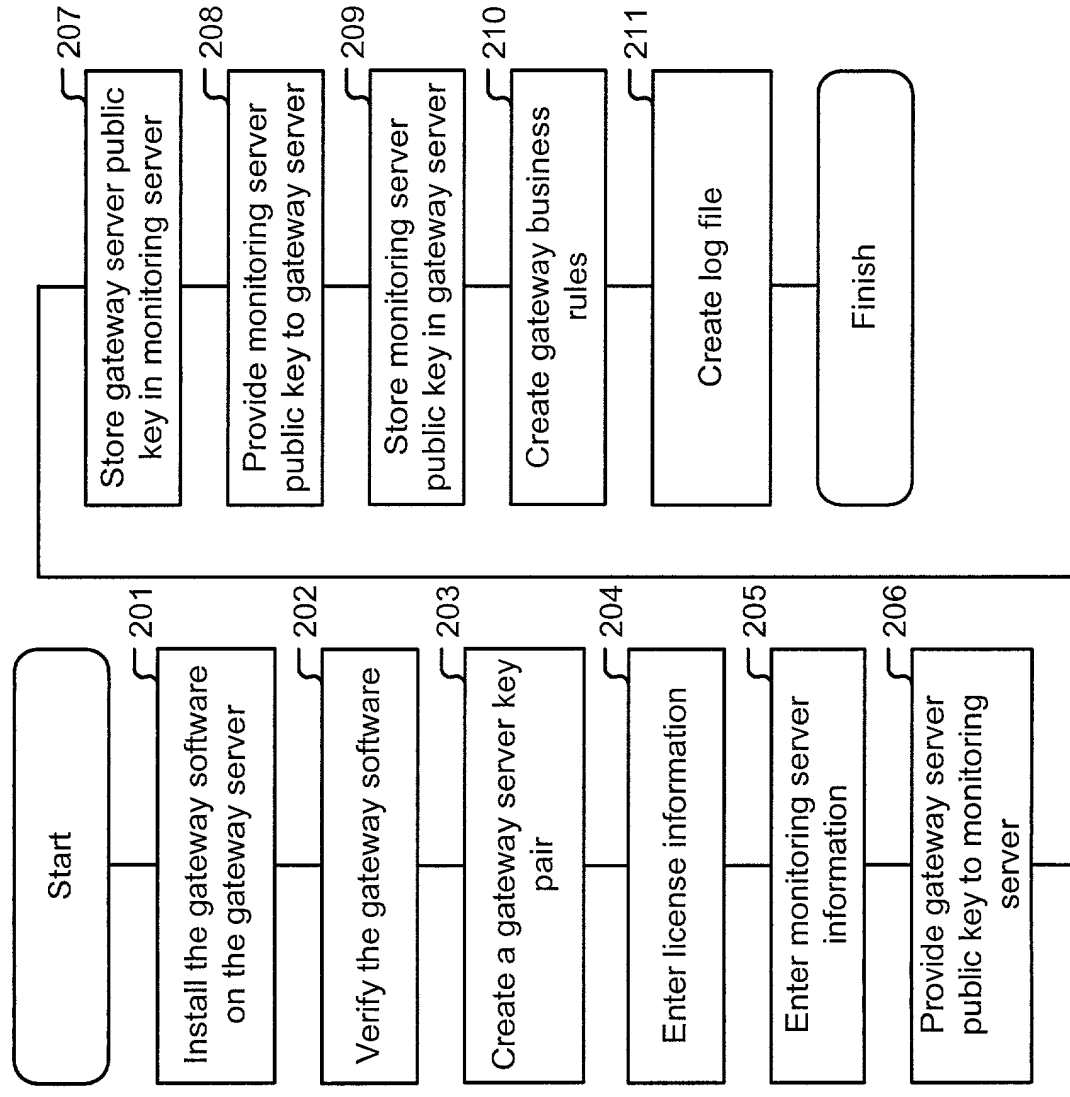 Start
201
Install the gateway software
on the gateway server
202
Verify the gateway software
203
Create a gateway server key
pair
204
Enter license information
205
Enter monitoring server
information
206
Provide gateway server
public key to monitoring
server
207
Store gateway server public
key in monitoring server
208
Provide monitoring server
public key to gateway server
209
Store monitoring server
public key in gateway server
210
Create gateway business
rules
211
Create log file
Finish